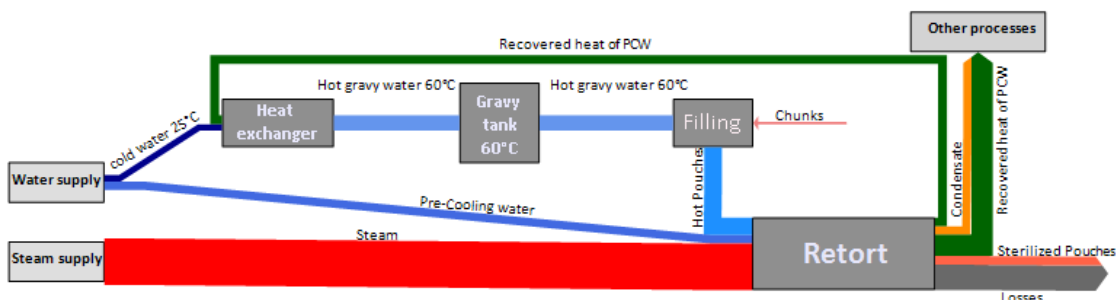 Other processes
Recovered heat of PCW
Hot gravy water 60°C
Hot gravy water 60°C
Heat
exchanger
Gravy
tank
60°C
Filling
Chunks
cold water 25°C
Water supply
Pre-Cooling water
Hot Pouches
Condensate
Recovered heat of PCW
Steam
Steam supply
Retort
Sterilized Pouches
Losses